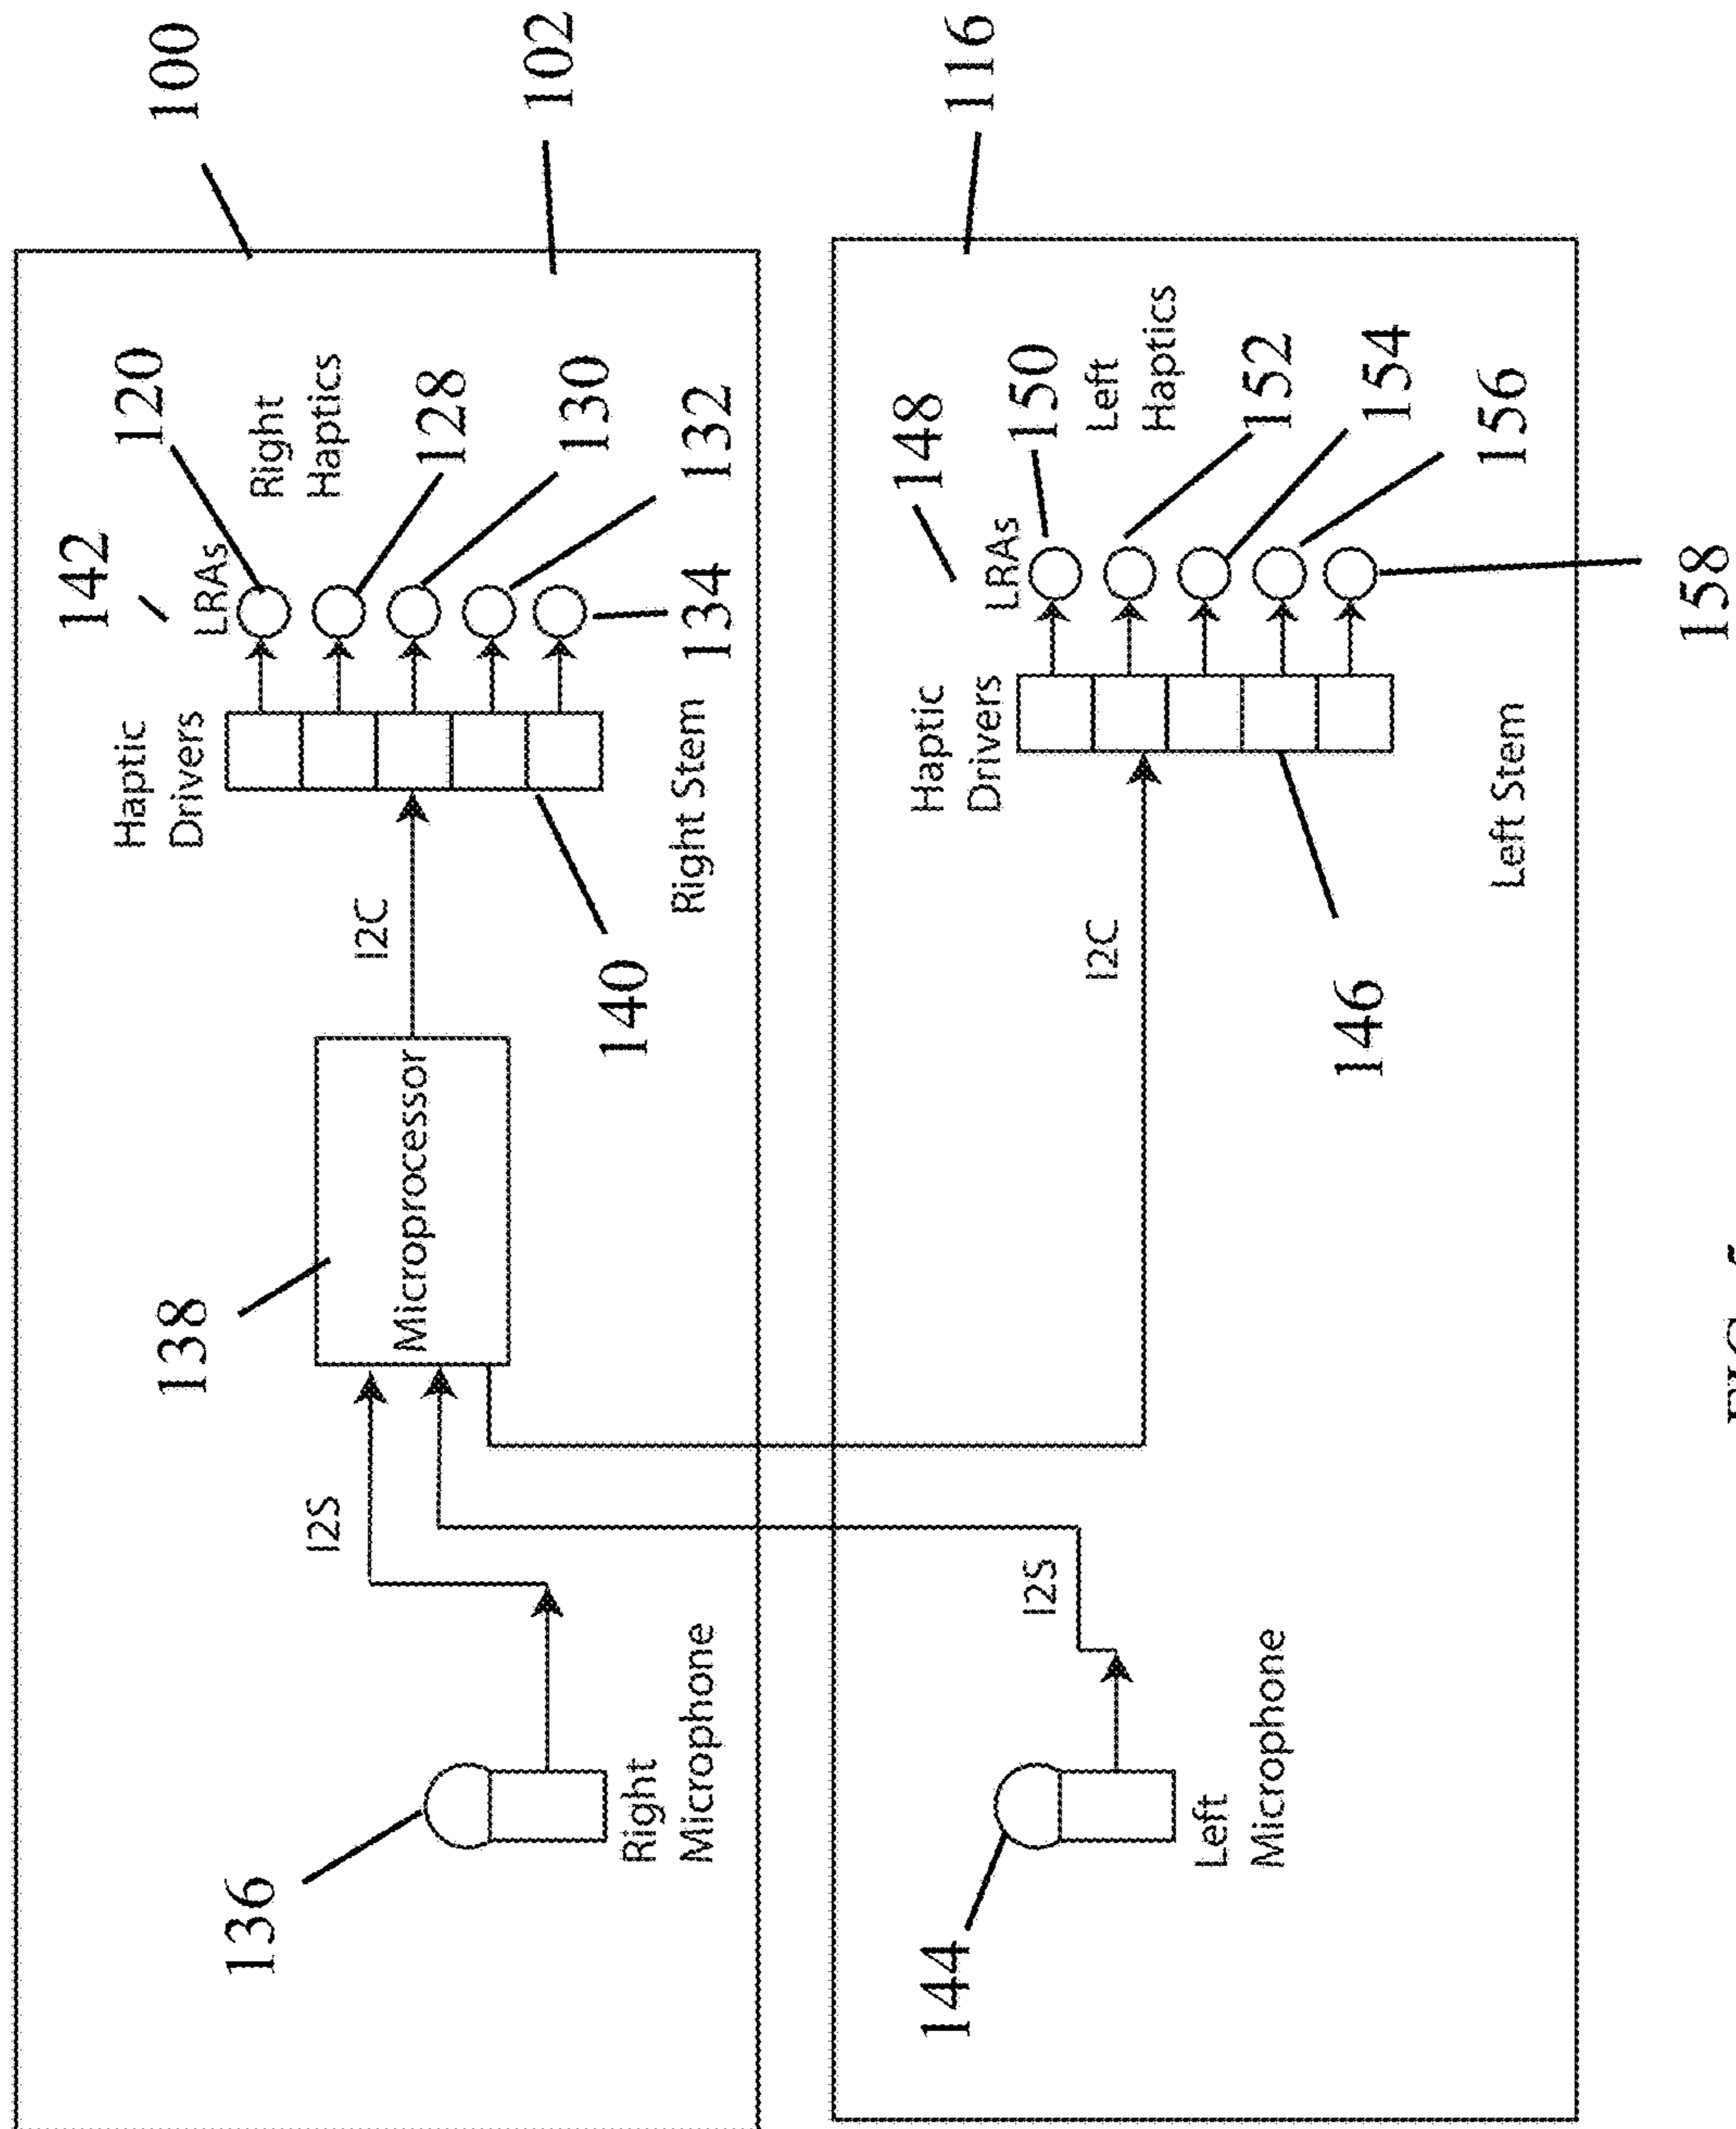 100
142
120
Haptic
Drivers
LRAs
Right
Haptics
138
136
I2S
I2C
Microprocessor
128
102
130
140
Right
Microphone
Right Stem
132
134
148
116
144
Haptic
Drivers
LRAs
150
I2S
Left
Haptics
I2C
Left
Microphone
152
146
154
156
Left Stem
158
FIG. 5